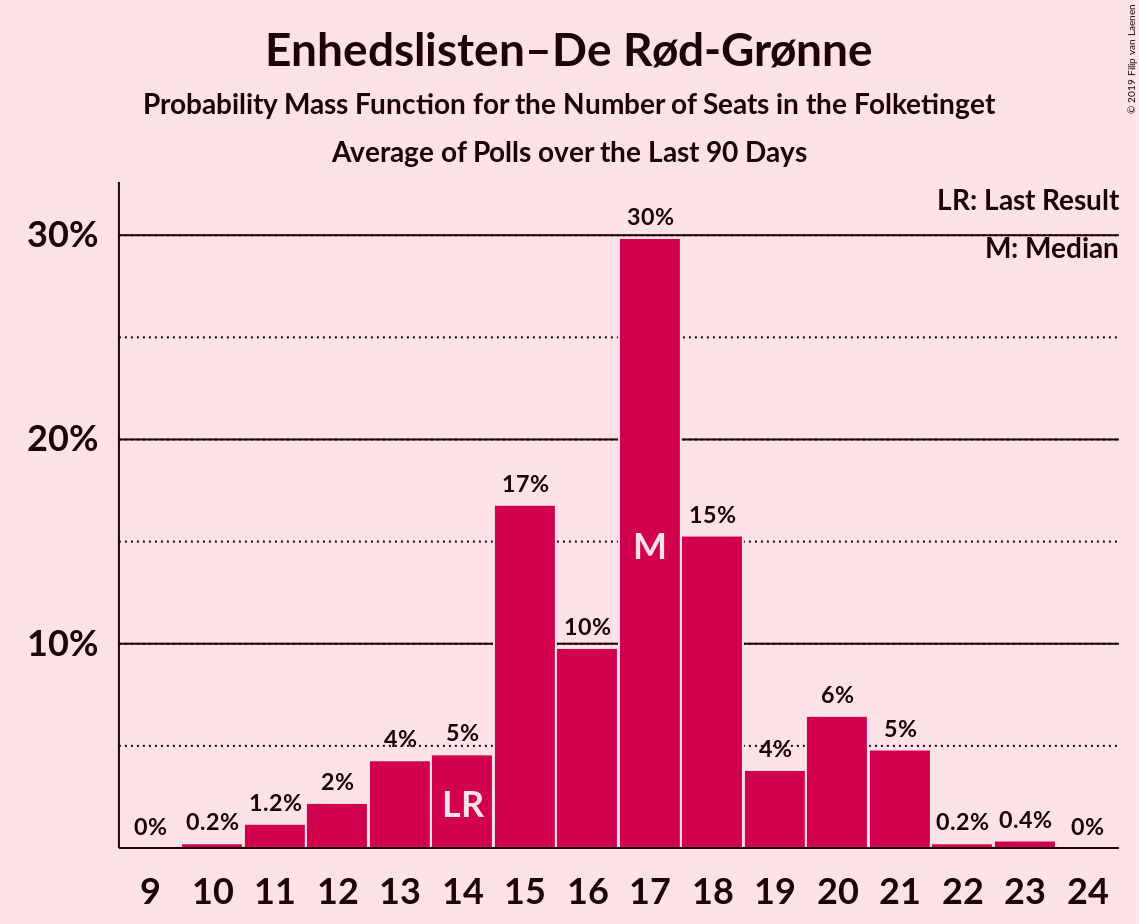 Enhedslisten–De Rød-Grønne
Probability Mass Function for the Number of Seats in the Folketinget
Average of Polls over the Last 90 Days
© 2019 Filip van Laenen
LR: Last Result
M: Median
30%
20%
10%
0%
0.2%
1.2%
2%
4%
5%
17%
10%
30%
15%
4%
6%
5%
0.2%
0.4%
0%
LR
M
9 10 11 12 13 14 15 16 17 18 19 20 21 22 23 24